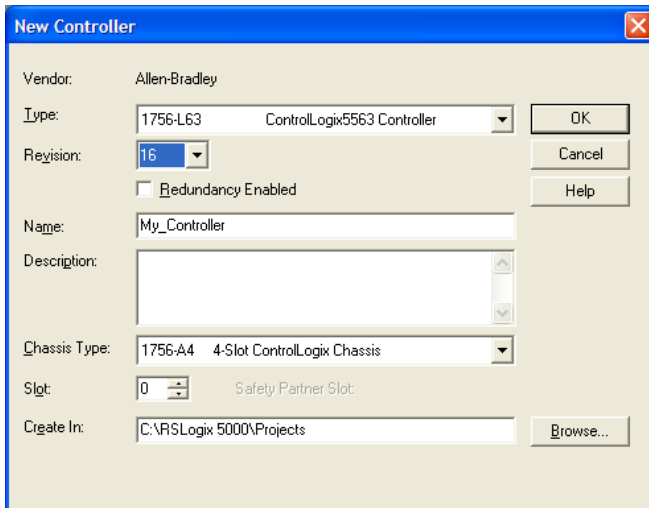 New Controller
Vendor: Allen-Bradley
Type: 1756-L63 ControlLogix5563 Controller OK
Revision: 16 Cancel
Redundancy Enabled Help
Name: My_Controller
Description:
Chassis Type: 1756-A4 4-Slot ControlLogix Chassis
Slot: 0 Safety Partner Slot:
Create In: C:\RSLogix 5000\Projects Browse...